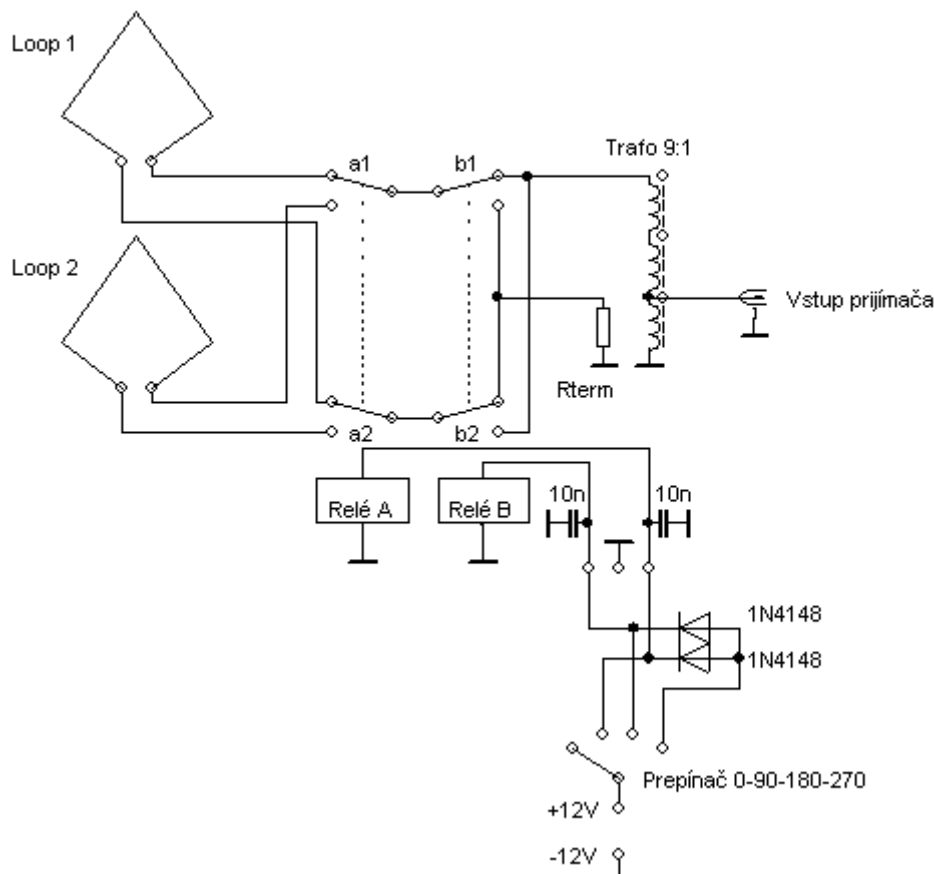 Loop 1
a1
b1
Trafo 9:1
Loop 2
Vstup prijímača
Rterm
a2
b2
Relé A
Relé B
10n
10n
1N4148
1N4148
Prepínač 0-90-180-270
+12V
-12V